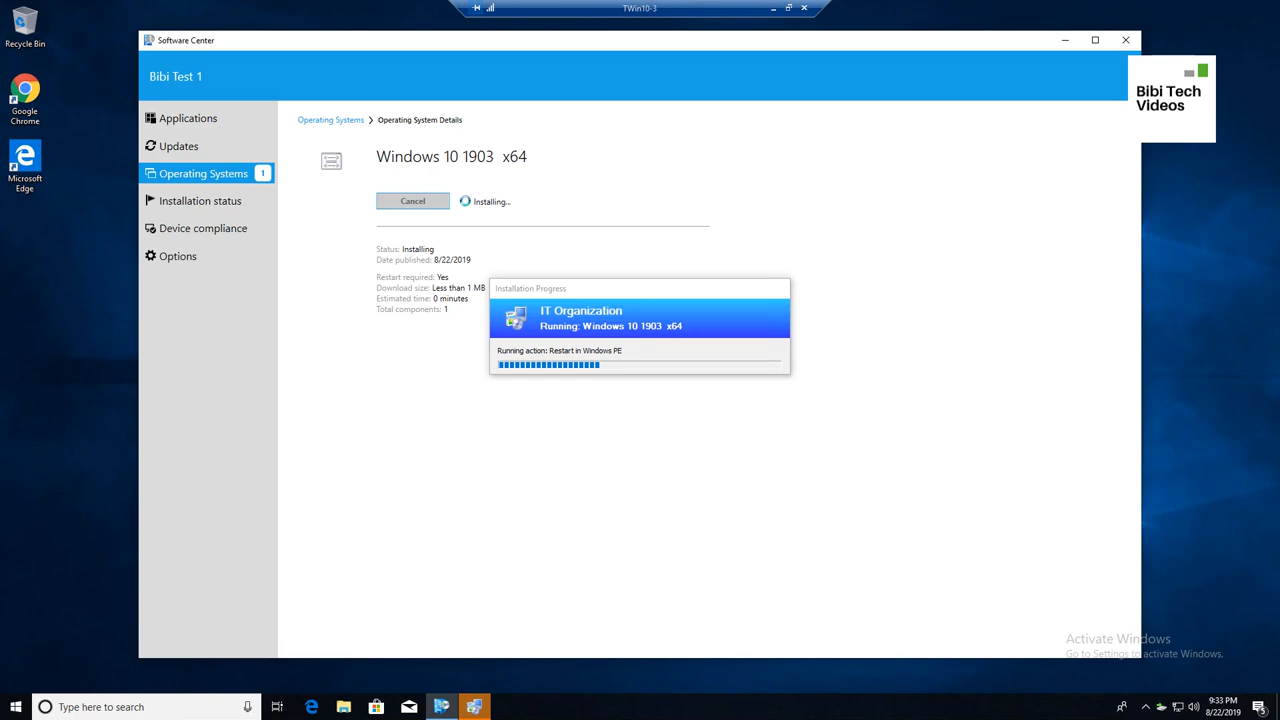 TWin10-3
Recycle Bin
Google
Chrome
Microsoft
Edge
Software Center
Bibi Test 1
Bibi Tech
Videos
Applications
Updates
Operating Systems 1
Installation status
Device compliance
Options
Operating Systems > Operating System Details
Windows 10 1903 x64
Cancel
Installing...
Status: Installing
Date published: 8/22/2019
Restart required: Yes
Download size: Less than 1 MB
Estimated time: 0 minutes
Total components: 1
Installation Progress
IT Organization
Running: Windows 10 1903 x64
Running action: Restart in Windows PE
Activate Windows
Go to Settings to activate Windows.
Type here to search
9:33 PM
8/22/2019
5